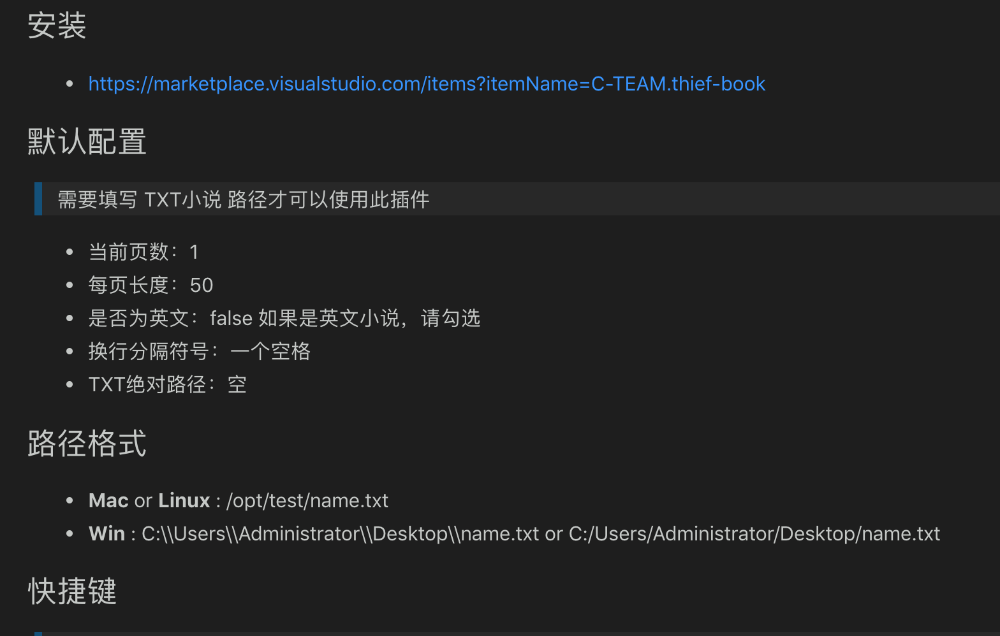 安装
https://marketplace.visualstudio.com/items?itemName=C-TEAM.thief-book
默认配置
需要填写 TXT小说 路径才可以使用此插件
当前页数：1
每页长度：50
是否为英文：false 如果是英文小说，请勾选
换行分隔符号：一个空格
TXT绝对路径：空
路径格式
Mac or Linux : /opt/test/name.txt
Win : C:\\Users\\Administrator\\Desktop\\name.txt or C:/Users/Administrator/Desktop/name.txt
快捷键